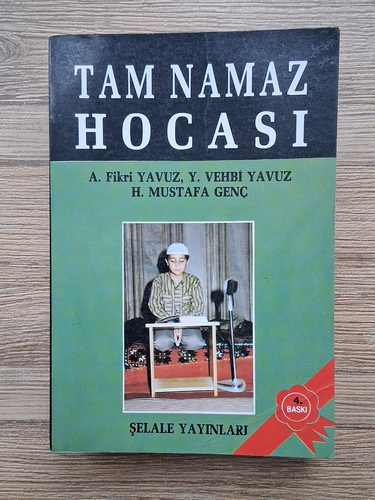 TAM NAMAZ
HOCASI
A. Fikri YAVUZ, Y. VEHBİ YAVUZ
H. MUSTAFA GENÇ
4.
BASKI
ŞELALE YAYINLARI